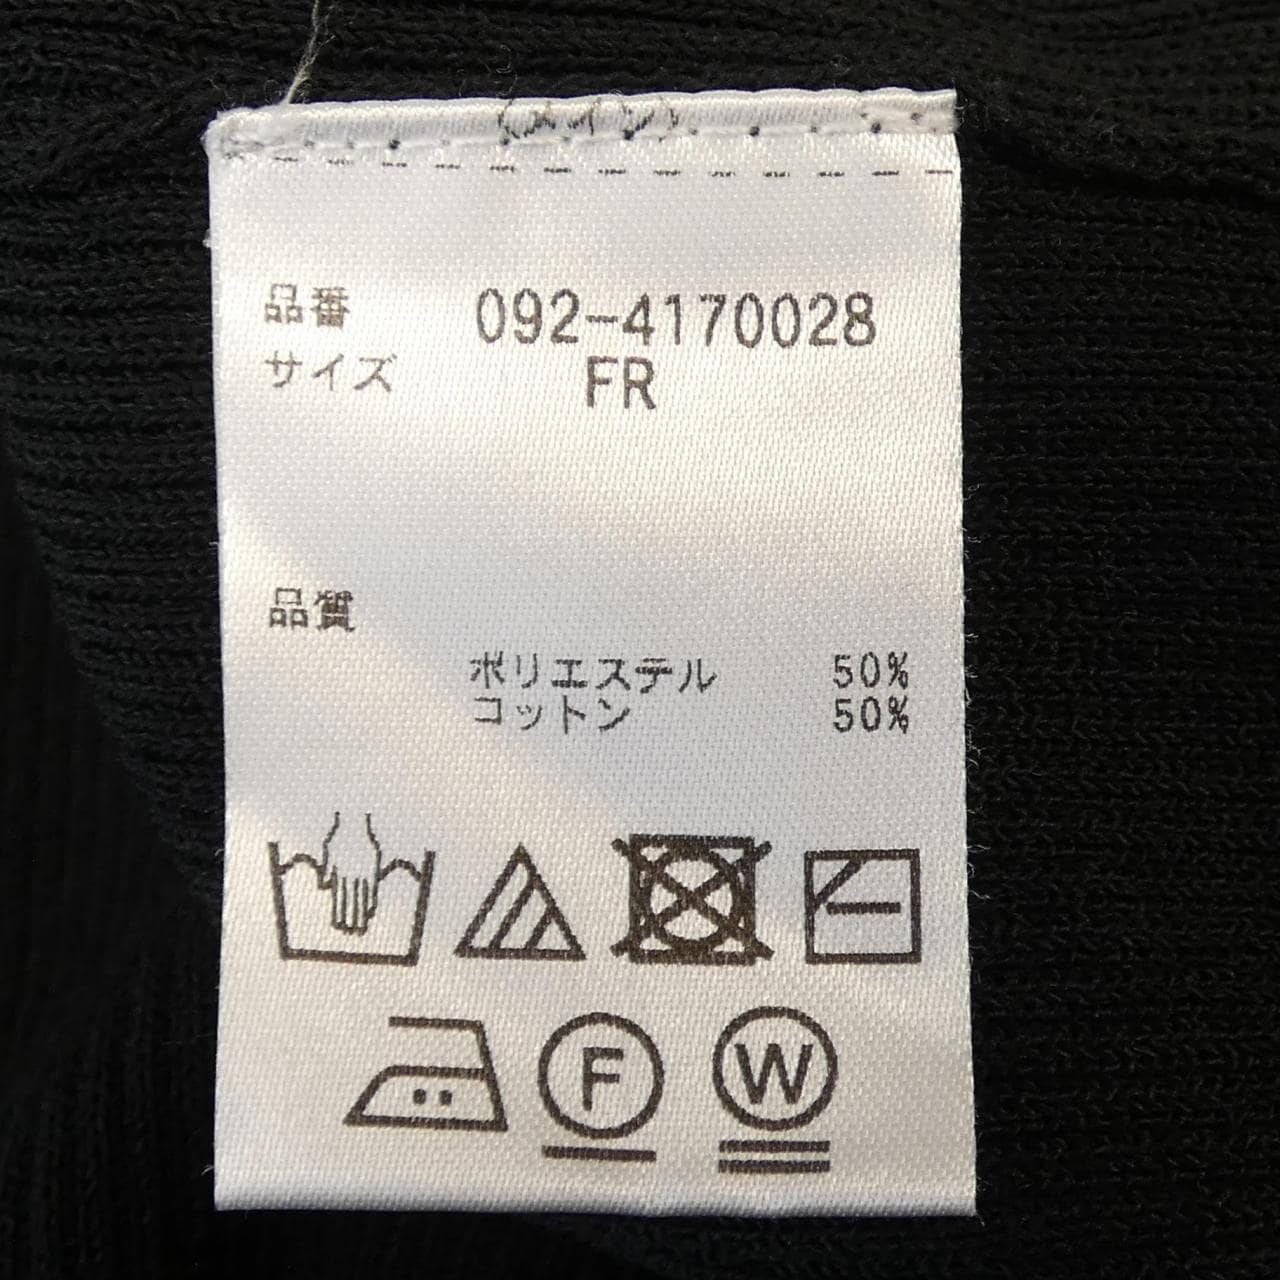 品番 092-4170028
サイズ FR
品質
ポリエステル 50%
コットン 50%
F W